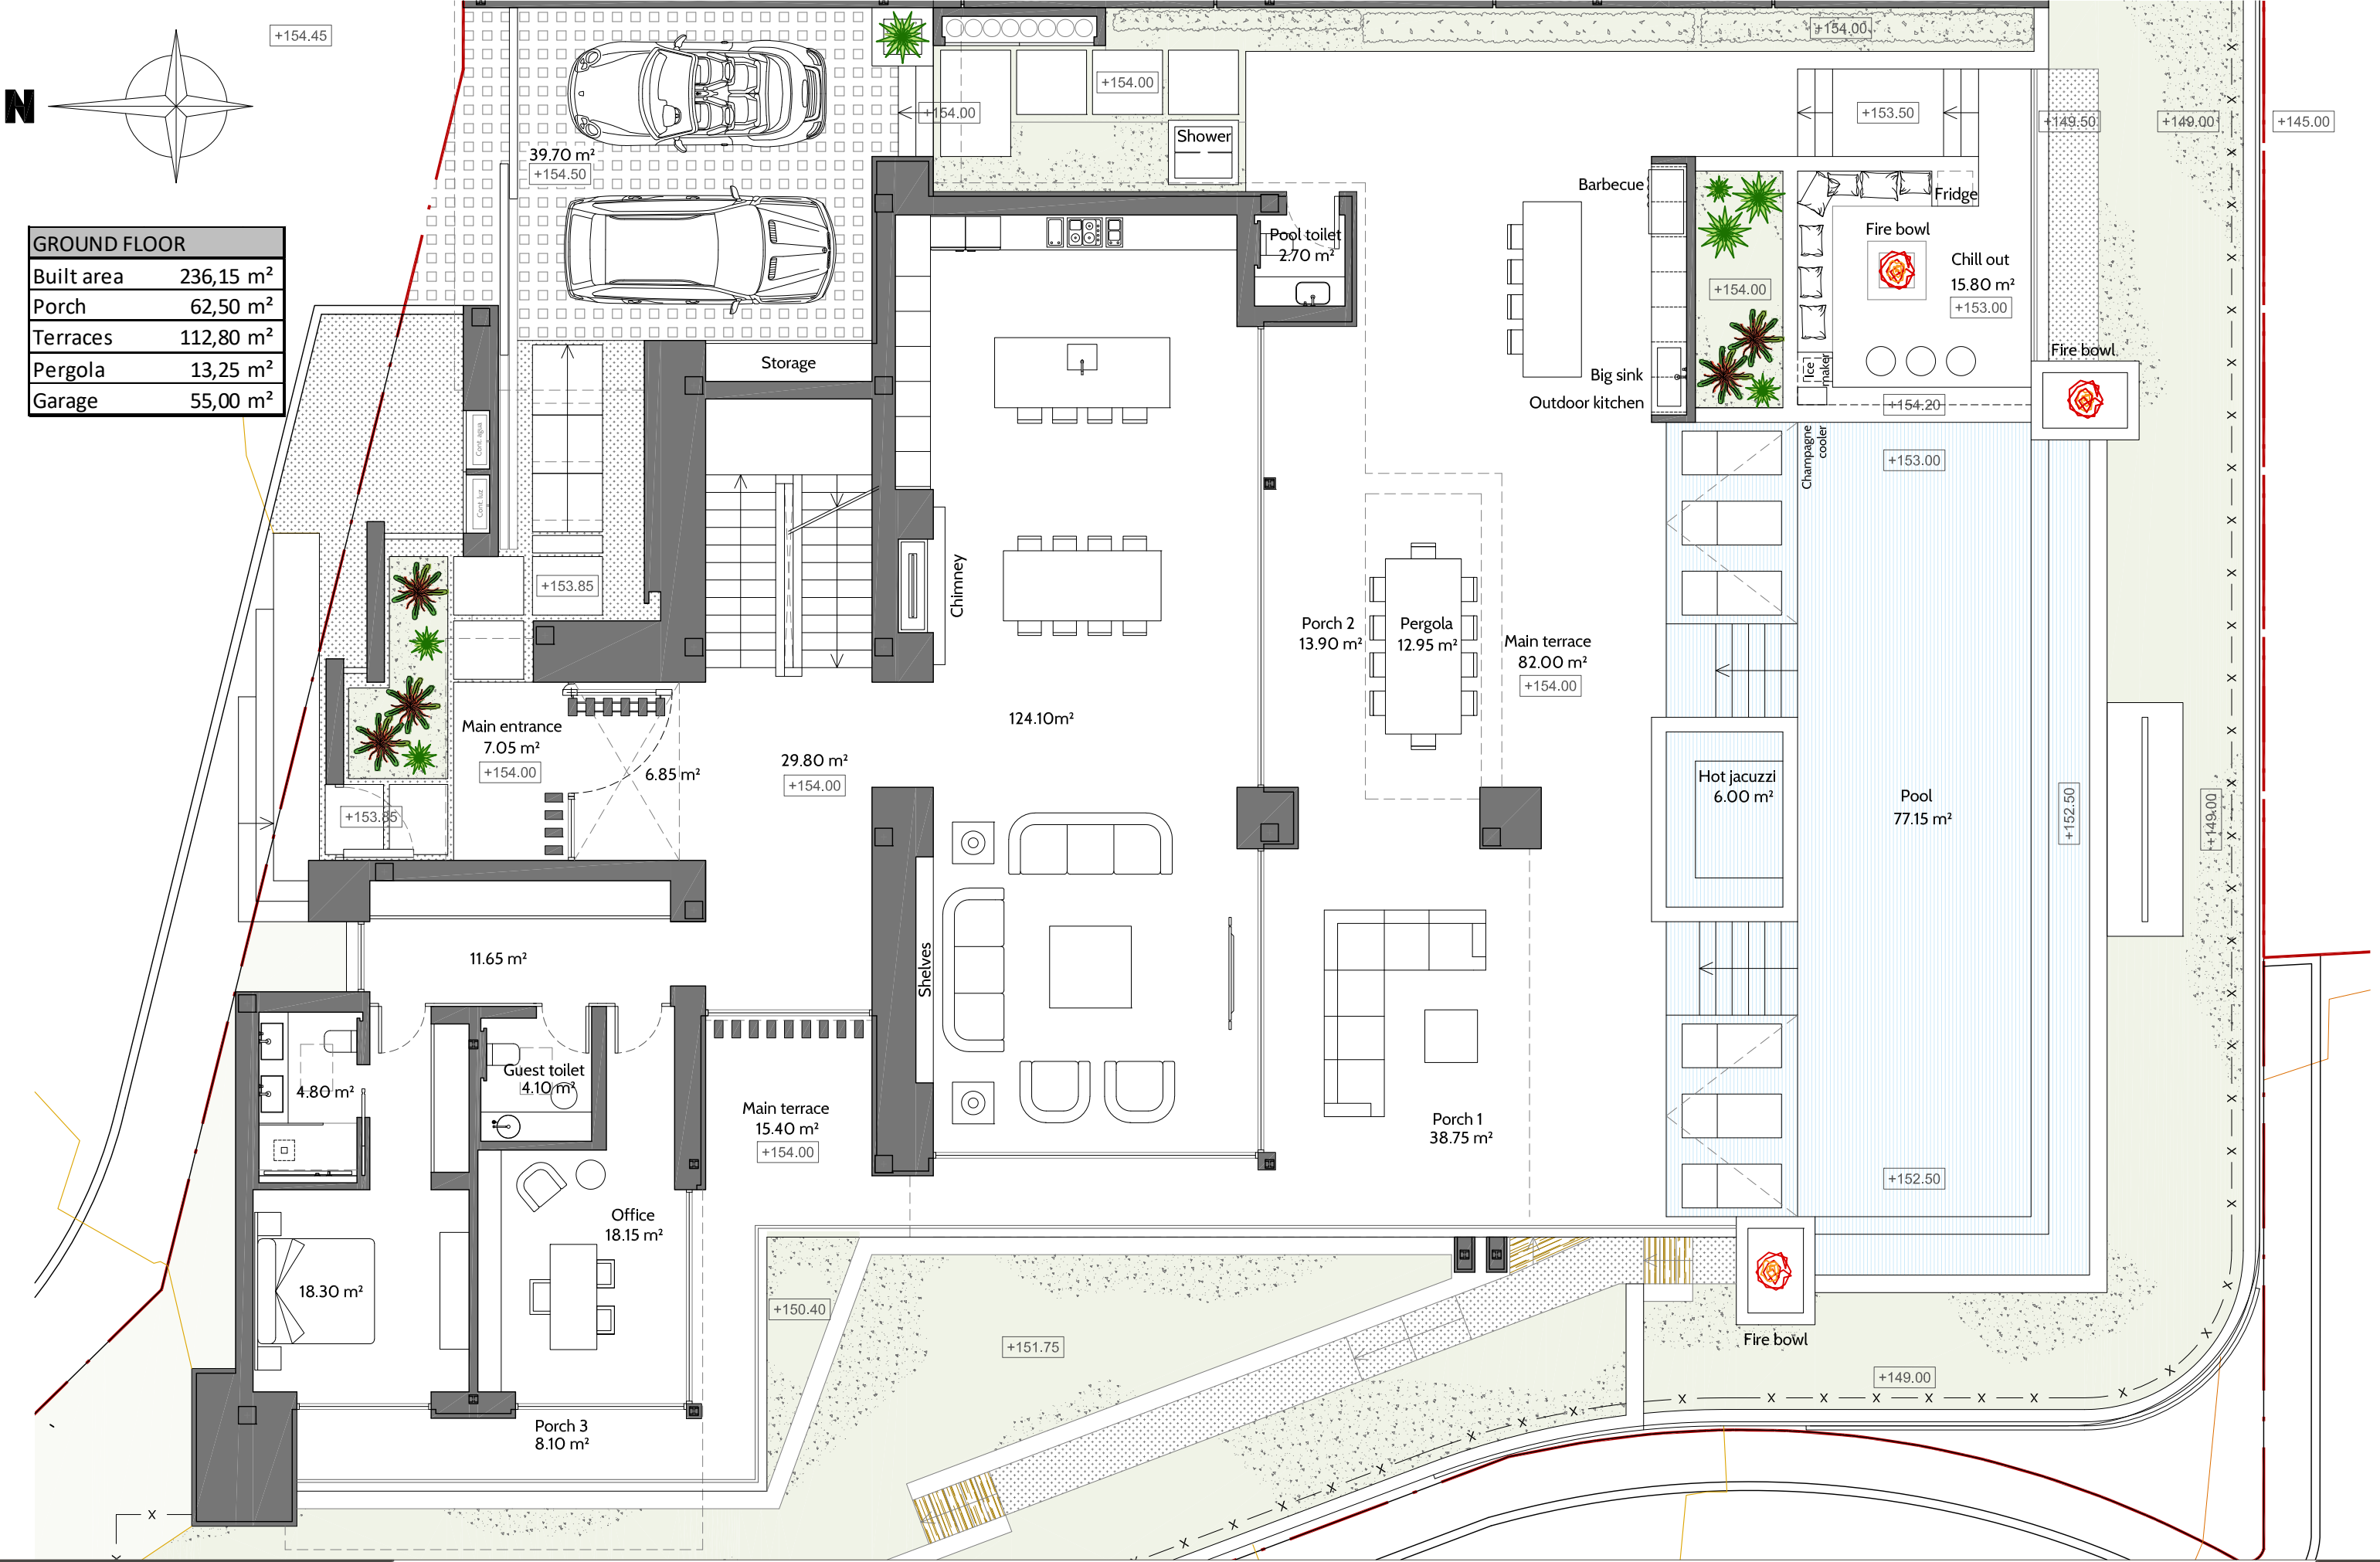 N
+154.45
GROUND FLOOR
Built area 236,15 m²
Porch 62,50 m²
Terraces 112,80 m²
Pergola 13,25 m²
Garage 55,00 m²
39.70 m²
+154.50
+154.00
+154.00
Shower
+154.00
+153.50
+149.50
+149.00
+145.00
Barbecue
Fridge
Pool toilet
2.70 m²
Fire bowl
Chill out
15.80 m²
+153.00
+154.00
Storage
Fire bowl
Ice maker
Big sink
Outdoor kitchen
+154.20
Champagne cooler
+153.00
Cont. agua
Cont. luz
+153.85
Chimney
Porch 2
13.90 m²
Pergola
12.95 m²
Main terrace
82.00 m²
+154.00
124.10m²
Main entrance
7.05 m²
+154.00
6.85 m²
29.80 m²
+154.00
+153.85
Hot jacuzzi
6.00 m²
Pool
77.15 m²
+152.50
+149.00
11.65 m²
Shelves
Guest toilet
4.10 m²
4.80 m²
Main terrace
15.40 m²
+154.00
Porch 1
38.75 m²
+152.50
Office
18.15 m²
18.30 m²
+150.40
+151.75
Fire bowl
+149.00
Porch 3
8.10 m²